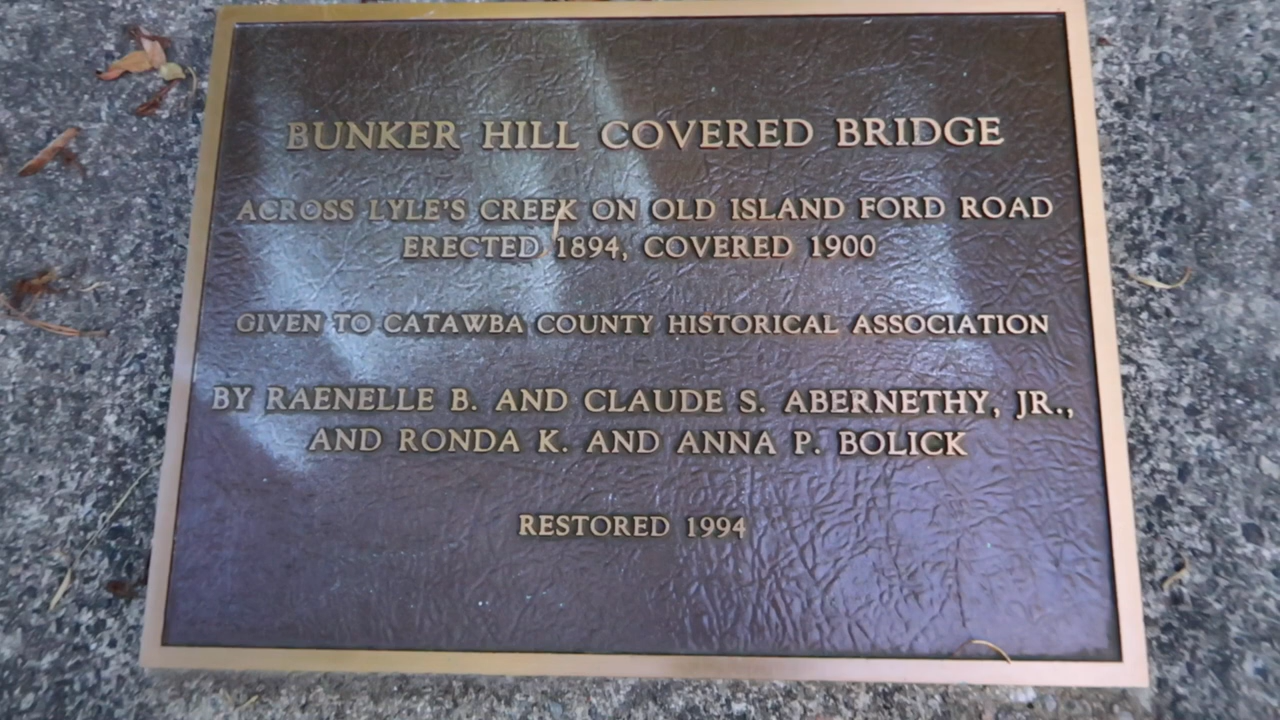 BUNKER HILL COVERED BRIDGE
ACROSS LYLE'S CREEK ON OLD ISLAND FORD ROAD
ERECTED 1894, COVERED 1900
GIVEN TO CATAWBA COUNTY HISTORICAL ASSOCIATION
BY RAENELLE B. AND CLAUDE S. ABERNETHY, JR.,
AND RONDA K. AND ANNA P. BOLICK
RESTORED 1994